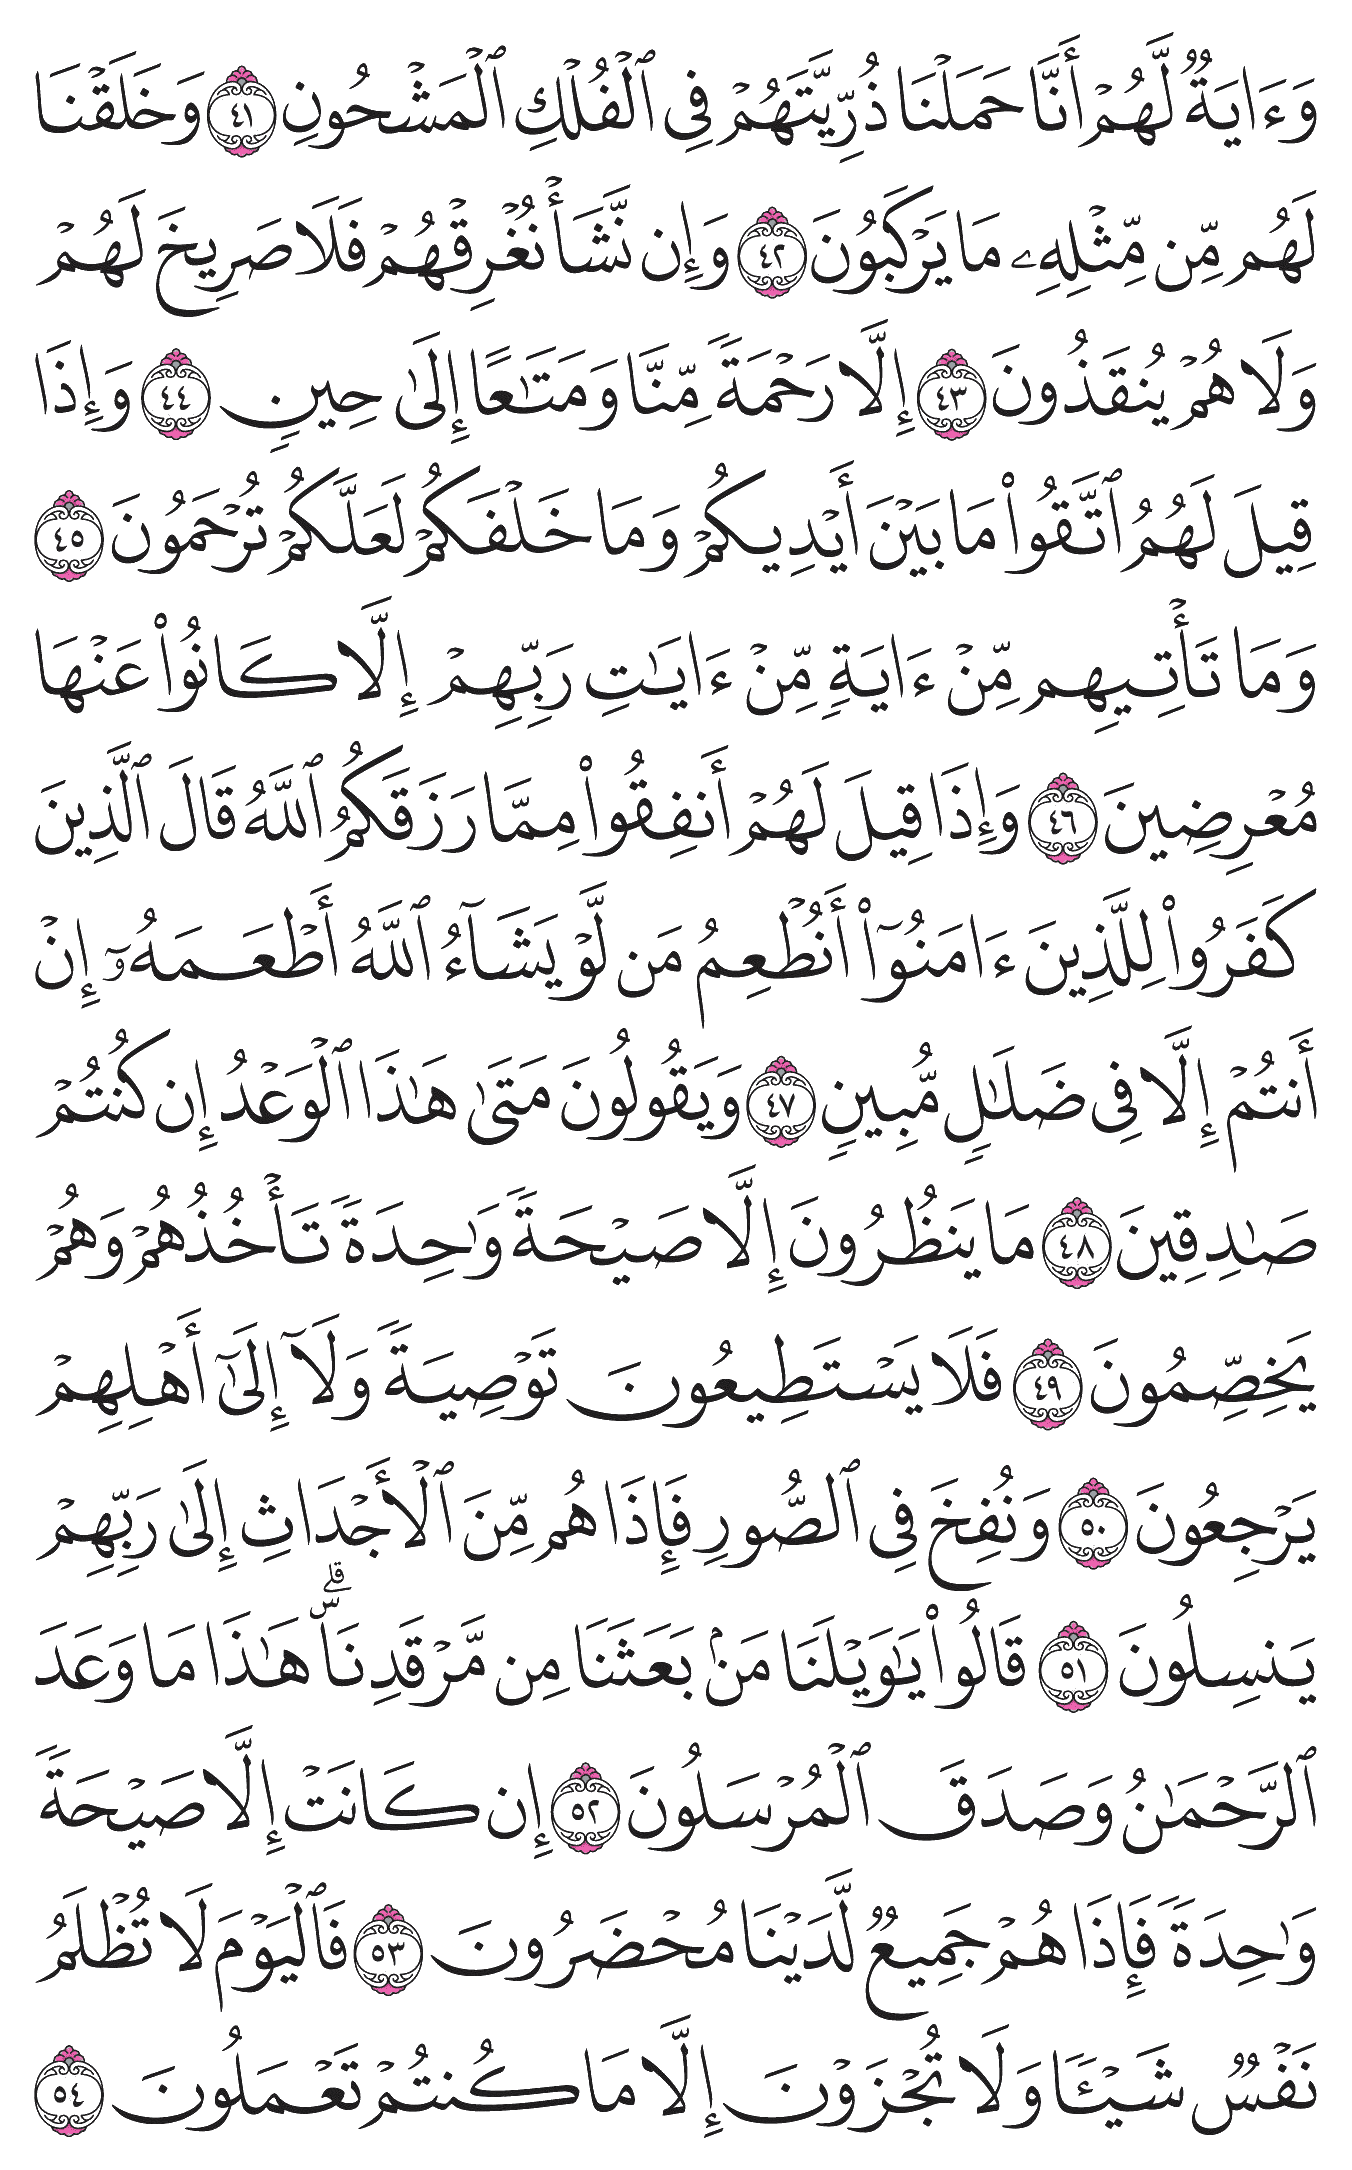 وَءَايَةٌ لَّهُمْ أَنَّا حَمَلْنَا ذُرِّيَّتَهُمْ فِى ٱلْفُلْكِ ٱلْمَشْحُونِ ٤١ وَخَلَقْنَا
لَهُم مِّن مِّثْلِهِۦ مَا يَرْكَبُونَ ٤٢ وَإِن نَّشَأْ نُغْرِقْهُمْ فَلَا صَرِيخَ لَهُمْ
وَلَا هُمْ يُنقَذُونَ ٤٣ إِلَّا رَحْمَةً مِّنَّا وَمَتَـٰعًا إِلَىٰ حِينٍ ٤٤ وَإِذَا
قِيلَ لَهُمُ ٱتَّقُوا۟ مَا بَيْنَ أَيْدِيكُمْ وَمَا خَلْفَكُمْ لَعَلَّكُمْ تُرْحَمُونَ ٤٥
وَمَا تَأْتِيهِم مِّنْ ءَايَةٍ مِّنْ ءَايَـٰتِ رَبِّهِمْ إِلَّا كَانُوا۟ عَنْهَا
مُعْرِضِينَ ٤٦ وَإِذَا قِيلَ لَهُمْ أَنفِقُوا۟ مِمَّا رَزَقَكُمُ ٱللَّهُ قَالَ ٱلَّذِينَ
كَفَرُوا۟ لِلَّذِينَ ءَامَنُوٓا۟ أَنُطْعِمُ مَن لَّوْ يَشَآءُ ٱللَّهُ أَطْعَمَهُۥٓ إِنْ
أَنتُمْ إِلَّا فِى ضَلَـٰلٍ مُّبِينٍ ٤٧ وَيَقُولُونَ مَتَىٰ هَـٰذَا ٱلْوَعْدُ إِن كُنتُمْ
صَـٰدِقِينَ ٤٨ مَا يَنظُرُونَ إِلَّا صَيْحَةً وَٰحِدَةً تَأْخُذُهُمْ وَهُمْ
يَخِصِّمُونَ ٤٩ فَلَا يَسْتَطِيعُونَ تَوْصِيَةً وَلَآ إِلَىٰٓ أَهْلِهِمْ
يَرْجِعُونَ ٥٠ وَنُفِخَ فِى ٱلصُّورِ فَإِذَا هُم مِّنَ ٱلْأَجْدَاثِ إِلَىٰ رَبِّهِمْ
يَنسِلُونَ ٥١ قَالُوا۟ يَـٰوَيْلَنَا مَنۢ بَعَثَنَا مِن مَّرْقَدِنَا ۜ ۗ هَـٰذَا مَا وَعَدَ
ٱلرَّحْمَـٰنُ وَصَدَقَ ٱلْمُرْسَلُونَ ٥٢ إِن كَانَتْ إِلَّا صَيْحَةً
وَٰحِدَةً فَإِذَا هُمْ جَمِيعٌ لَّدَيْنَا مُحْضَرُونَ ٥٣ فَٱلْيَوْمَ لَا تُظْلَمُ
نَفْسٌ شَيْـًٔا وَلَا تُجْزَوْنَ إِلَّا مَا كُنتُمْ تَعْمَلُونَ ٥٤